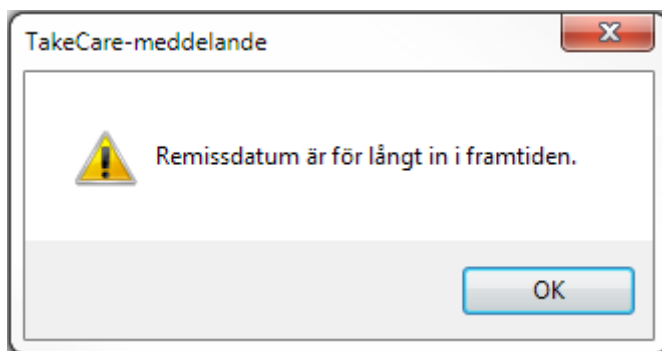 TakeCare-meddelande
Remissdatum är för långt in i framtiden.
OK